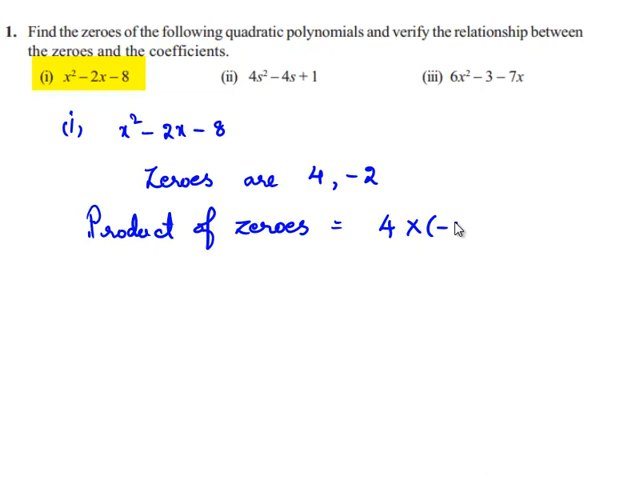 1. Find the zeroes of the following quadratic polynomials and verify the relationship between
the zeroes and the coefficients.
(i) x² – 2x – 8 (ii) 4s² – 4s + 1 (iii) 6x² – 3 – 7x
(i) x² - 2x - 8
Zeroes are 4, -2
Product of zeroes = 4 × (-